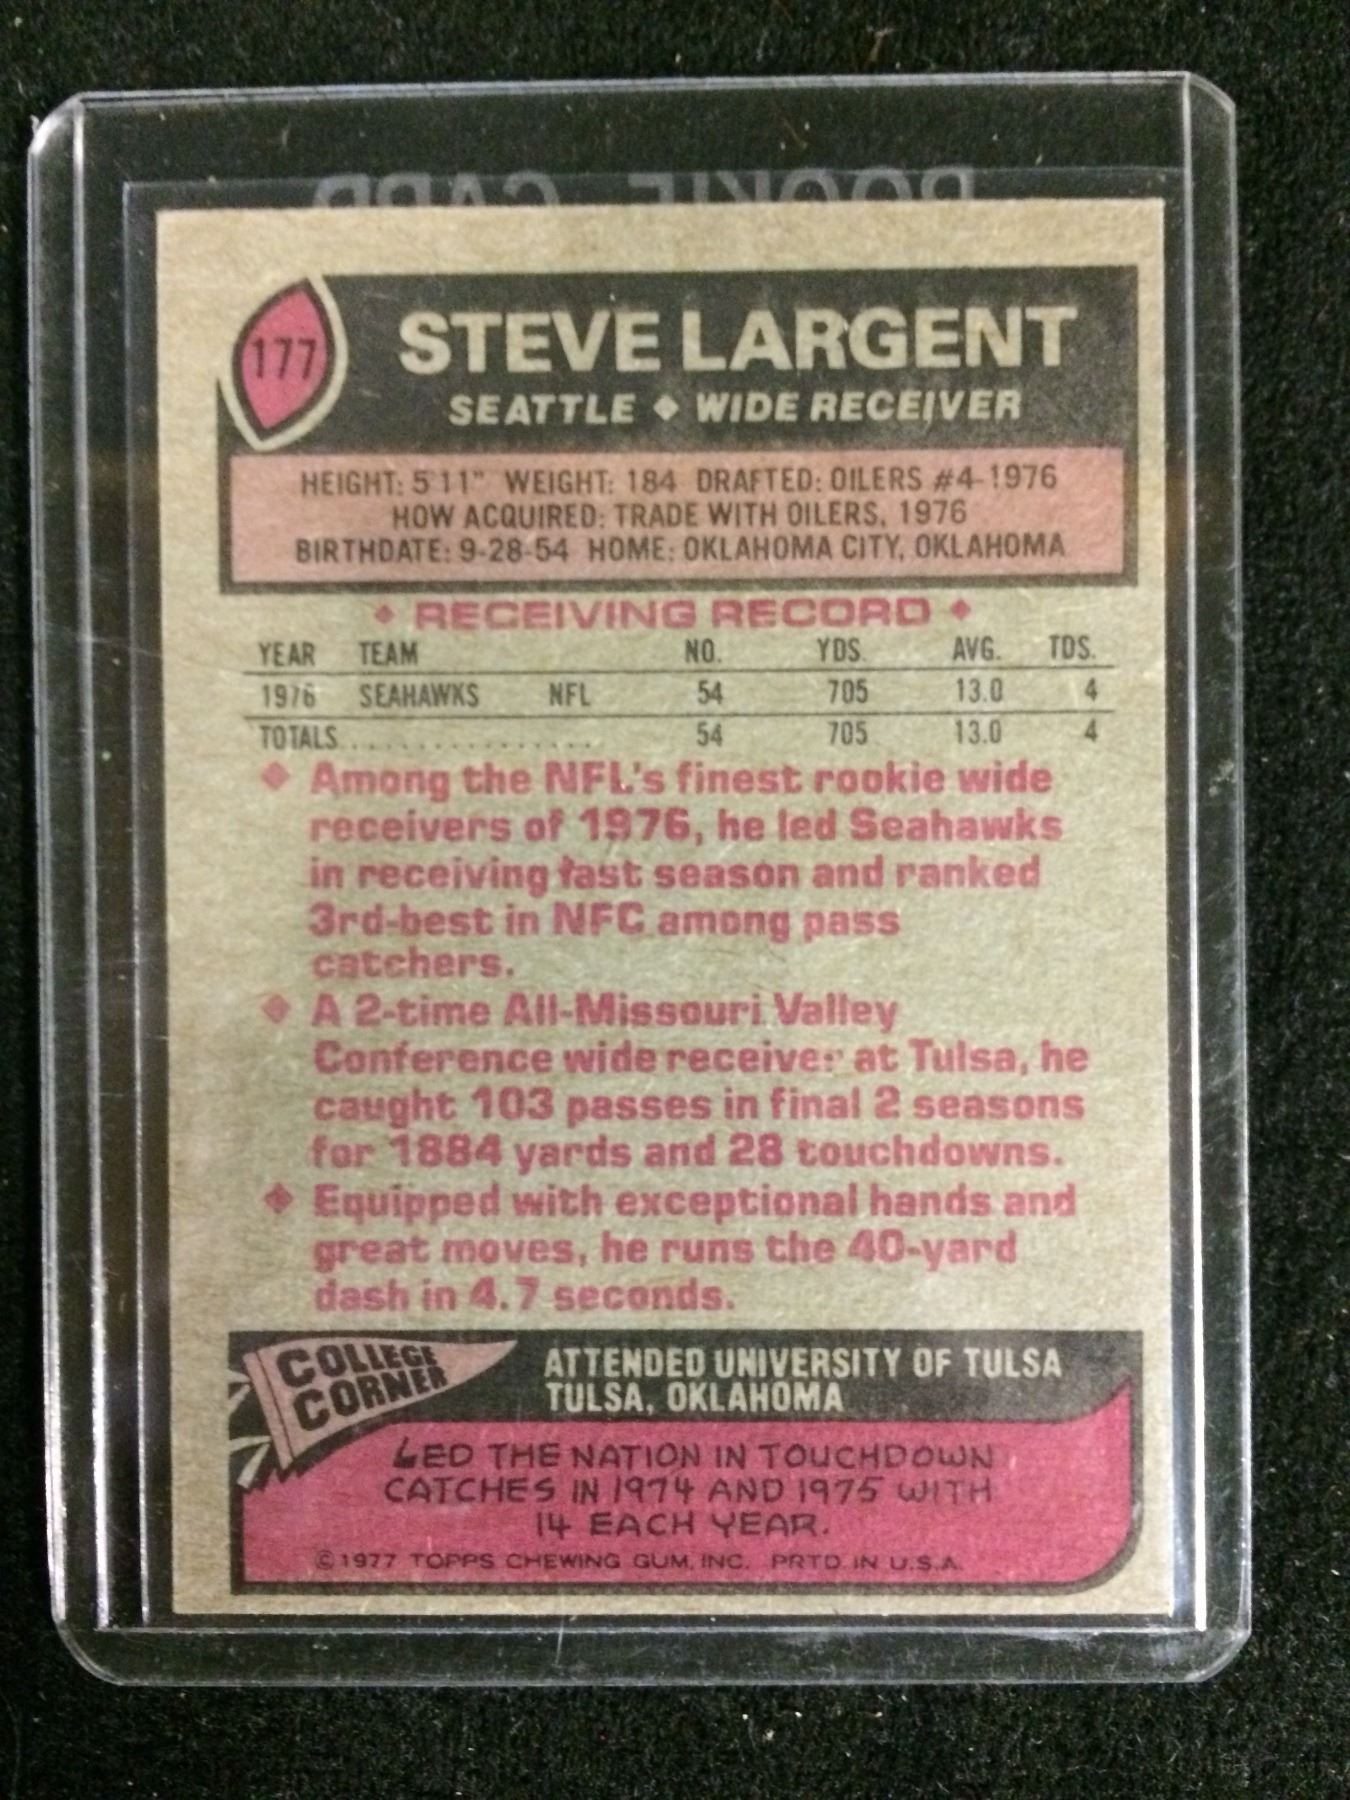 ROOKIE CARD
177
STEVE LARGENT
SEATTLE ◆ WIDE RECEIVER
HEIGHT: 5'11" WEIGHT: 184 DRAFTED: OILERS #4-1976
HOW ACQUIRED: TRADE WITH OILERS, 1976
BIRTHDATE: 9-28-54 HOME: OKLAHOMA CITY, OKLAHOMA
◆ RECEIVING RECORD ◆
YEAR TEAM NO. YDS. AVG. TDS.
1976 SEAHAWKS NFL 54 705 13.0 4
TOTALS................ 54 705 13.0 4
◆ Among the NFL's finest rookie wide
receivers of 1976, he led Seahawks
in receiving last season and ranked
3rd-best in NFC among pass
catchers.
◆ A 2-time All-Missouri Valley
Conference wide receiver at Tulsa, he
caught 103 passes in final 2 seasons
for 1884 yards and 28 touchdowns.
◆ Equipped with exceptional hands and
great moves, he runs the 40-yard
dash in 4.7 seconds.
COLLEGE
CORNER
ATTENDED UNIVERSITY OF TULSA
TULSA, OKLAHOMA
LED THE NATION IN TOUCHDOWN
CATCHES IN 1974 AND 1975 WITH
14 EACH YEAR.
© 1977 TOPPS CHEWING GUM, INC. PRTD. IN U.S.A.